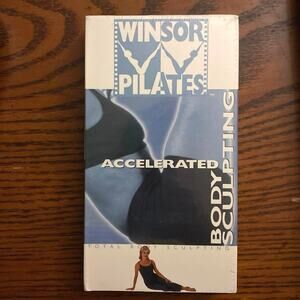 WINSOR
PILATES
ACCELERATED
BODY
SCULPTING
TOTAL BODY SCULPTING